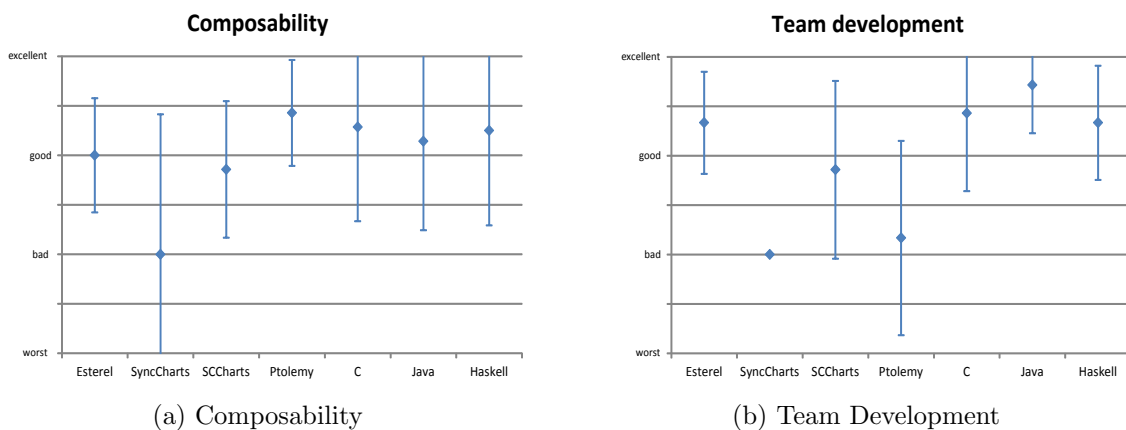 Composability
excellent
good
bad
worst
Esterel SyncCharts SCCharts Ptolemy C Java Haskell
(a) Composability
Team development
excellent
good
bad
worst
Esterel SyncCharts SCCharts Ptolemy C Java Haskell
(b) Team Development